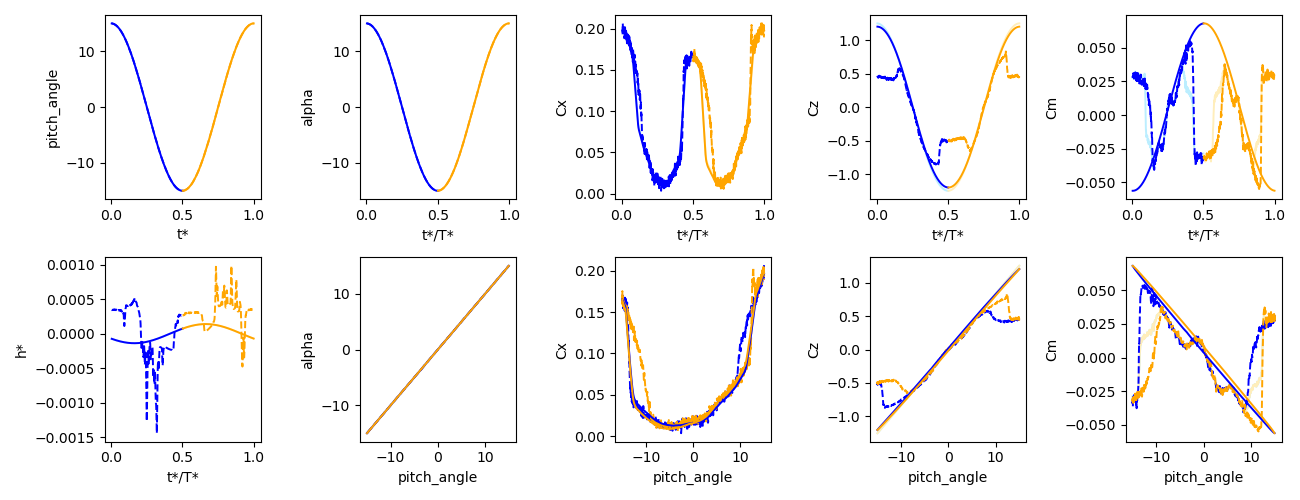 pitch_angle
10
0
−10
0.0 0.5 1.0
t*
alpha
10
0
−10
0.0 0.5 1.0
t*/T*
Cx
0.20
0.15
0.10
0.05
0.00
0.0 0.5 1.0
t*/T*
Cz
1.0
0.5
0.0
−0.5
−1.0
0.0 0.5 1.0
t*/T*
Cm
0.050
0.025
0.000
−0.025
−0.050
0.0 0.5 1.0
t*/T*
h*
0.0010
0.0005
0.0000
−0.0005
−0.0010
−0.0015
0.0 0.5 1.0
t*/T*
alpha
10
0
−10
−10 0 10
pitch_angle
Cx
0.20
0.15
0.10
0.05
0.00
−10 0 10
pitch_angle
Cz
1.0
0.5
0.0
−0.5
−1.0
−10 0 10
pitch_angle
Cm
0.050
0.025
0.000
−0.025
−0.050
−10 0 10
pitch_angle